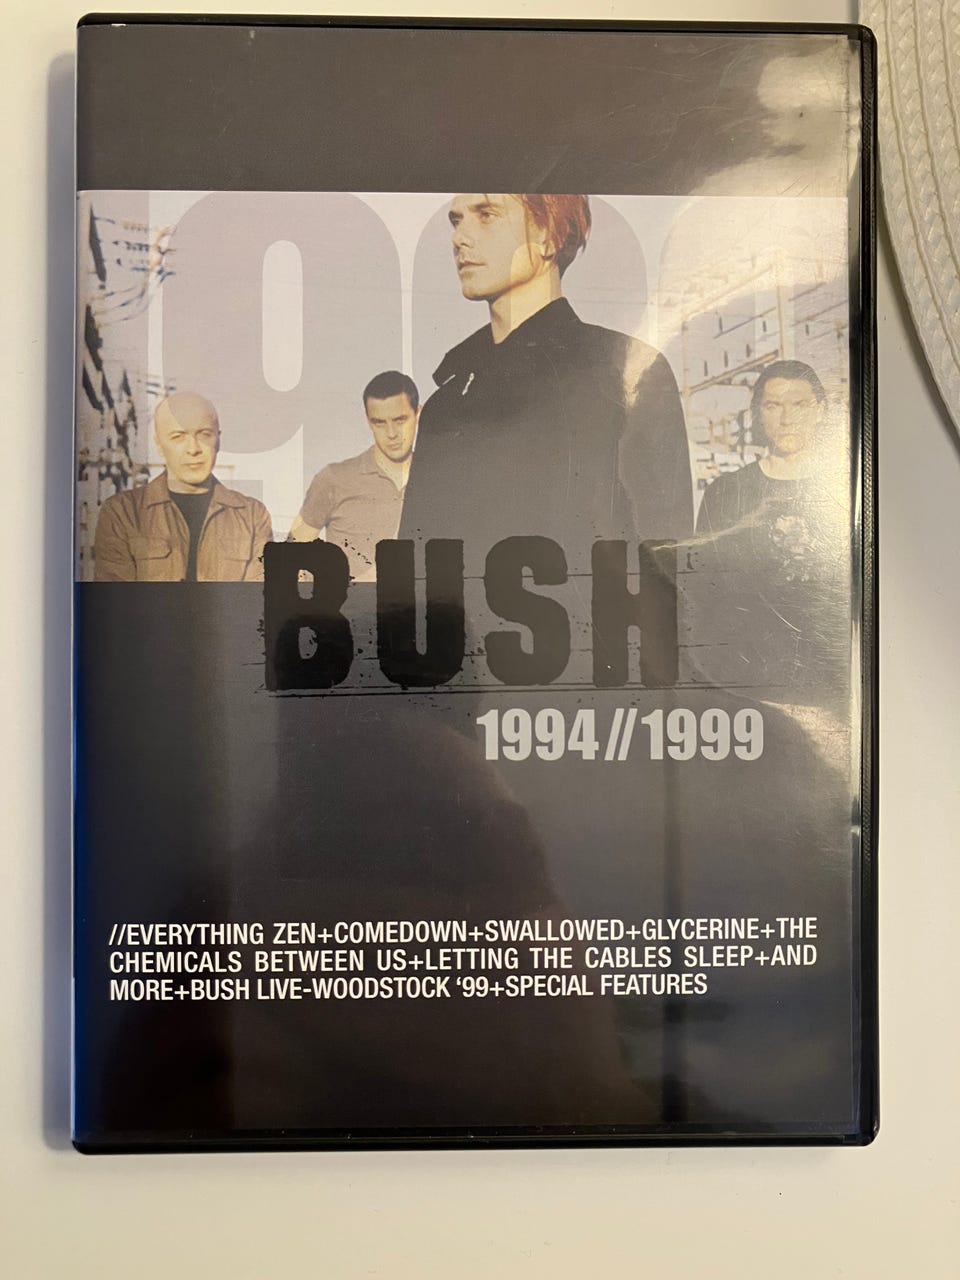 199
BUSH
1994//1999
//EVERYTHING ZEN+COMEDOWN+SWALLOWED+GLYCERINE+THE
CHEMICALS BETWEEN US+LETTING THE CABLES SLEEP+AND
MORE+BUSH LIVE-WOODSTOCK ‘99+SPECIAL FEATURES